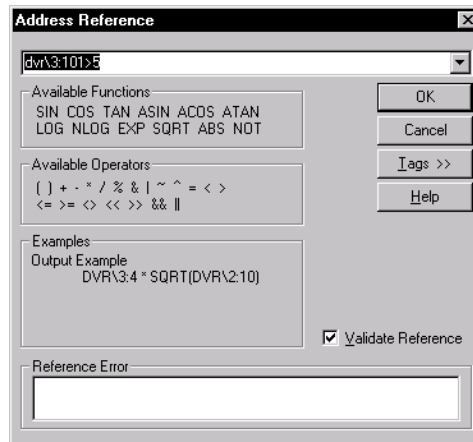 Address Reference
dvr\3:101>5
Available Functions
SIN COS TAN ASIN ACOS ATAN
LOG NLOG EXP SQRT ABS NOT
OK
Cancel
Tags >>
Help
Available Operators
( ) + - * / % & | ~ ^ = < >
<= >= <> << >> && ||
Examples
Output Example
DVR\3:4 * SQRT(DVR\2:10)
Validate Reference
Reference Error